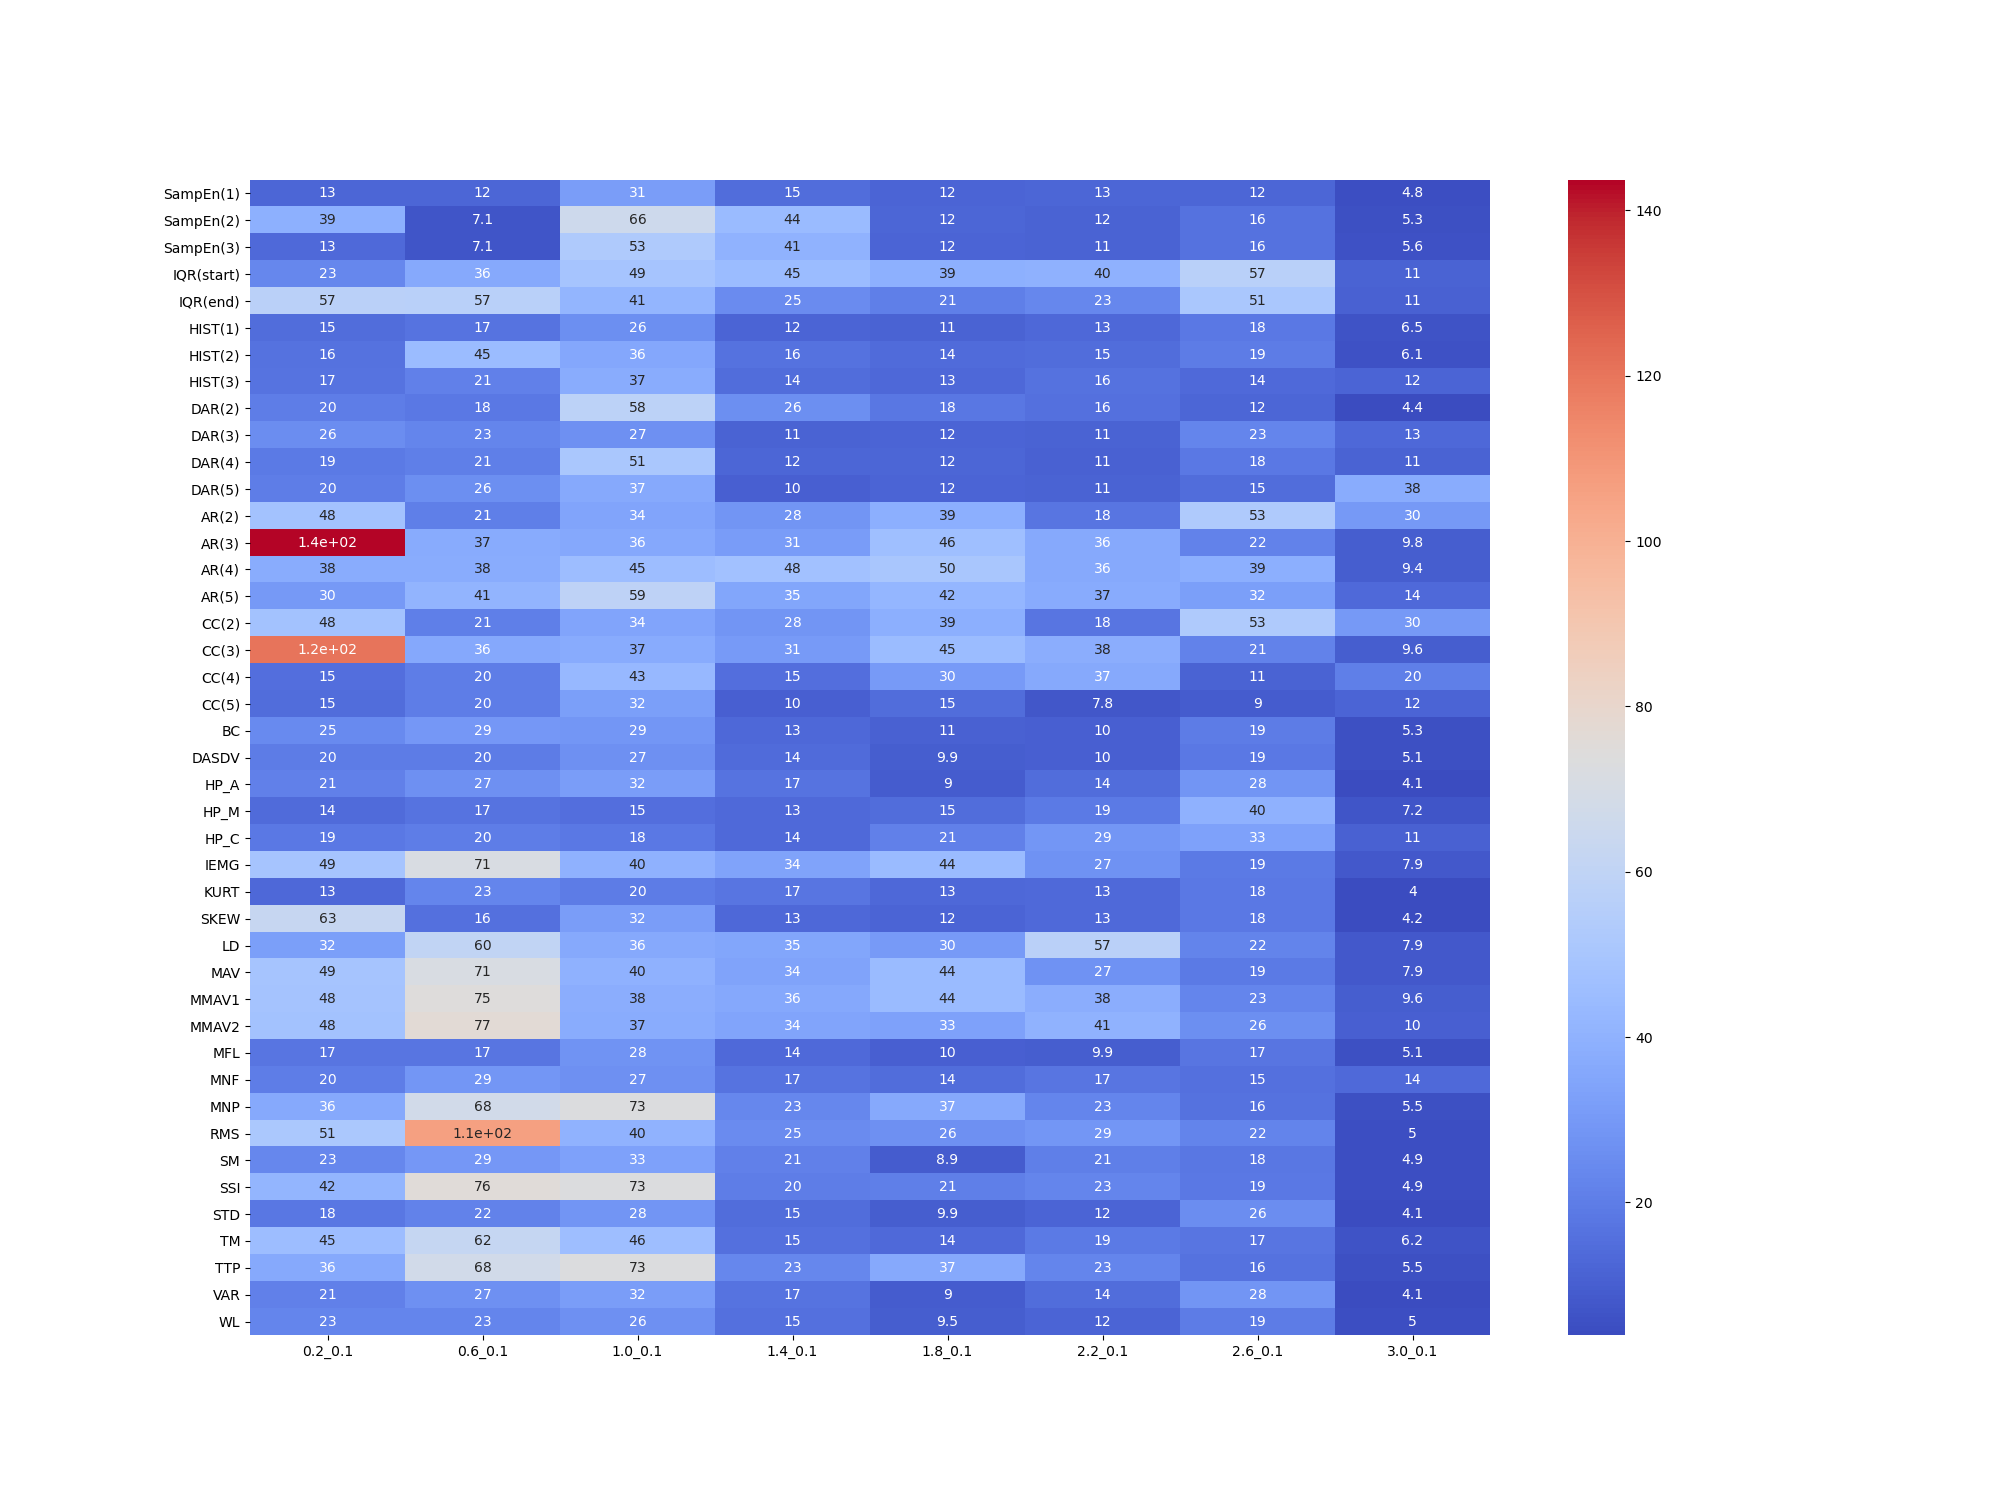 SampEn(1) 13 12 31 15 12 13 12 4.8
140
SampEn(2) 39 7.1 66 44 12 12 16 5.3
SampEn(3) 13 7.1 53 41 12 11 16 5.6
IQR(start) 23 36 49 45 39 40 57 11
IQR(end) 57 57 41 25 21 23 51 11
HIST(1) 15 17 26 12 11 13 18 6.5
HIST(2) 16 45 36 16 14 15 19 6.1
120
HIST(3) 17 21 37 14 13 16 14 12
DAR(2) 20 18 58 26 18 16 12 4.4
DAR(3) 26 23 27 11 12 11 23 13
DAR(4) 19 21 51 12 12 11 18 11
DAR(5) 20 26 37 10 12 11 15 38
AR(2) 48 21 34 28 39 18 53 30
AR(3) 1.4e+02 37 36 31 46 36 22 9.8
100
AR(4) 38 38 45 48 50 36 39 9.4
AR(5) 30 41 59 35 42 37 32 14
CC(2) 48 21 34 28 39 18 53 30
CC(3) 1.2e+02 36 37 31 45 38 21 9.6
CC(4) 15 20 43 15 30 37 11 20
CC(5) 15 20 32 10 15 7.8 9 12
80
BC 25 29 29 13 11 10 19 5.3
DASDV 20 20 27 14 9.9 10 19 5.1
HP_A 21 27 32 17 9 14 28 4.1
HP_M 14 17 15 13 15 19 40 7.2
HP_C 19 20 18 14 21 29 33 11
IEMG 49 71 40 34 44 27 19 7.9
60
KURT 13 23 20 17 13 13 18 4
SKEW 63 16 32 13 12 13 18 4.2
LD 32 60 36 35 30 57 22 7.9
MAV 49 71 40 34 44 27 19 7.9
MMAV1 48 75 38 36 44 38 23 9.6
MMAV2 48 77 37 34 33 41 26 10
40
MFL 17 17 28 14 10 9.9 17 5.1
MNF 20 29 27 17 14 17 15 14
MNP 36 68 73 23 37 23 16 5.5
RMS 51 1.1e+02 40 25 26 29 22 5
SM 23 29 33 21 8.9 21 18 4.9
SSI 42 76 73 20 21 23 19 4.9
20
STD 18 22 28 15 9.9 12 26 4.1
TM 45 62 46 15 14 19 17 6.2
TTP 36 68 73 23 37 23 16 5.5
VAR 21 27 32 17 9 14 28 4.1
WL 23 23 26 15 9.5 12 19 5
0.2_0.1 0.6_0.1 1.0_0.1 1.4_0.1 1.8_0.1 2.2_0.1 2.6_0.1 3.0_0.1